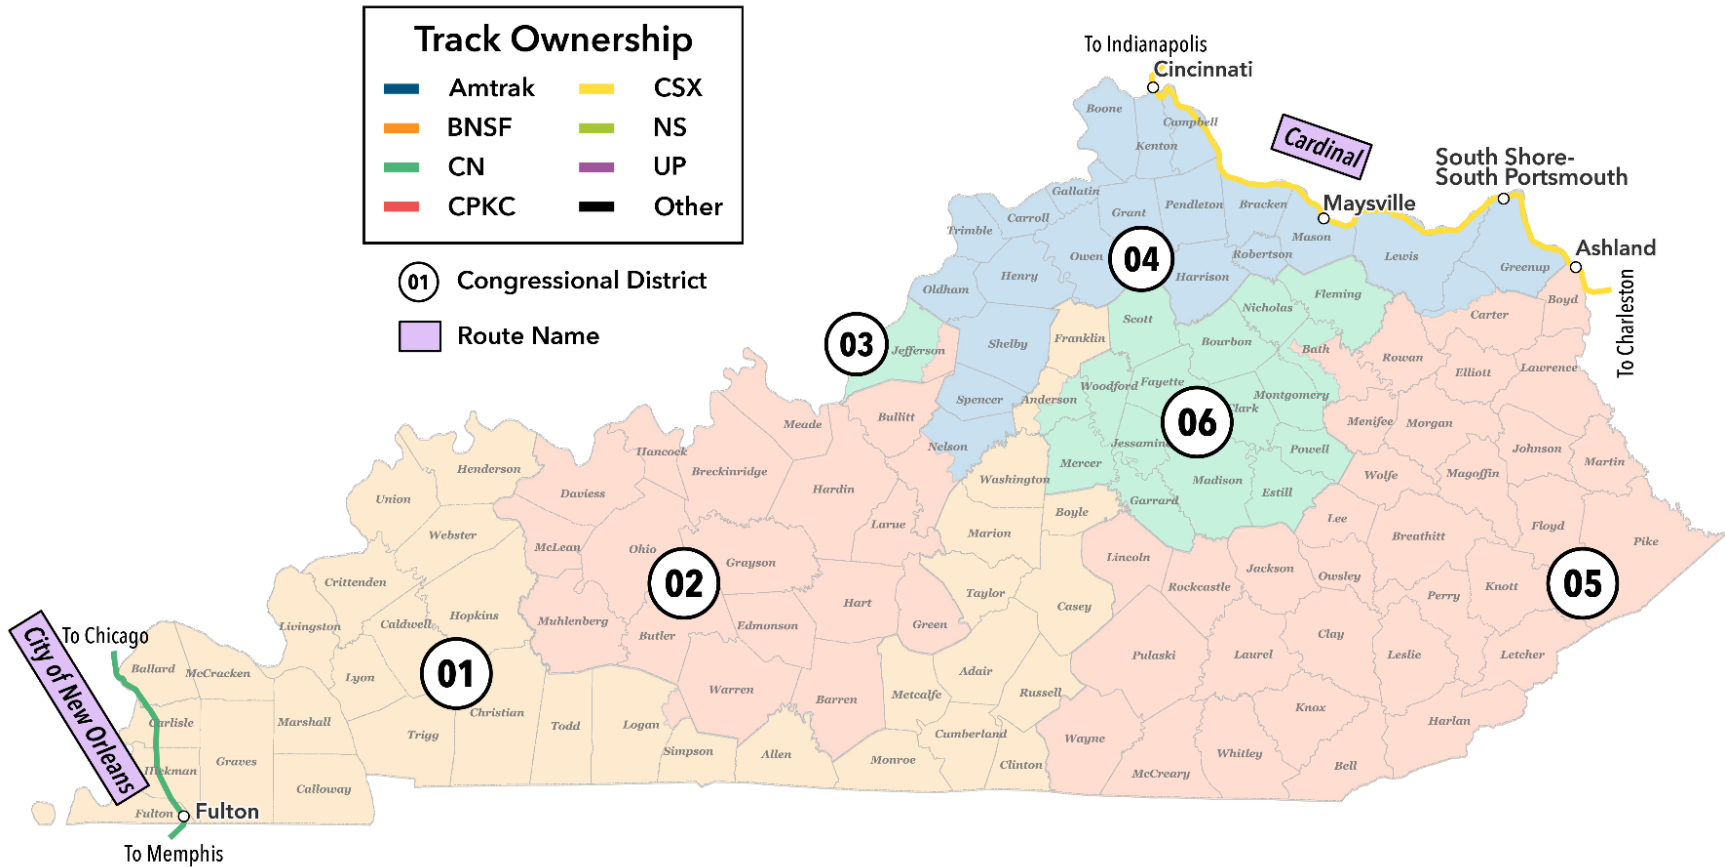 Track Ownership
Amtrak
CSX
BNSF
NS
CN
UP
CPKC
Other
01
Congressional District
Route Name
To Indianapolis
Cincinnati
Cardinal
South Shore-
South Portsmouth
Maysville
Ashland
To Charleston
Boone
Campbell
Kenton
Gallatin
Carroll
Grant
Pendleton
Bracken
Trimble
Mason
Owen
04
Robertson
Lewis
Greenup
Henry
Harrison
Oldham
Nicholas
Fleming
Boyd
Carter
Scott
Franklin
03
Jefferson
Shelby
Bourbon
Bath
Rowan
Elliott
Lawrence
Woodford
Fayette
Spencer
Anderson
Montgomery
Clark
Bullitt
06
Menifee
Morgan
Meade
Nelson
Jessamine
Powell
Johnson
Hancock
Mercer
Martin
Henderson
Breckinridge
Washington
Wolfe
Magoffin
Union
Daviess
Hardin
Madison
Estill
Garrard
Boyle
Larue
Lee
Floyd
Webster
Marion
Breathitt
Pike
McLean
Ohio
Grayson
Lincoln
Jackson
Owsley
Crittenden
02
Rockcastle
Knott
05
Taylor
Perry
Hart
Casey
Hopkins
Caldwell
Livingston
Muhlenberg
Edmonson
Green
Butler
Clay
To Chicago
City of New Orleans
Ballard
McCracken
Lyon
01
Pulaski
Laurel
Leslie
Letcher
Adair
Warren
Barren
Metcalfe
Russell
Carlisle
Marshall
Christian
Todd
Logan
Knox
Harlan
Trigg
Cumberland
Wayne
Simpson
Allen
Whitley
Hickman
Graves
Monroe
Clinton
McCreary
Bell
Calloway
Fulton
Fulton
To Memphis